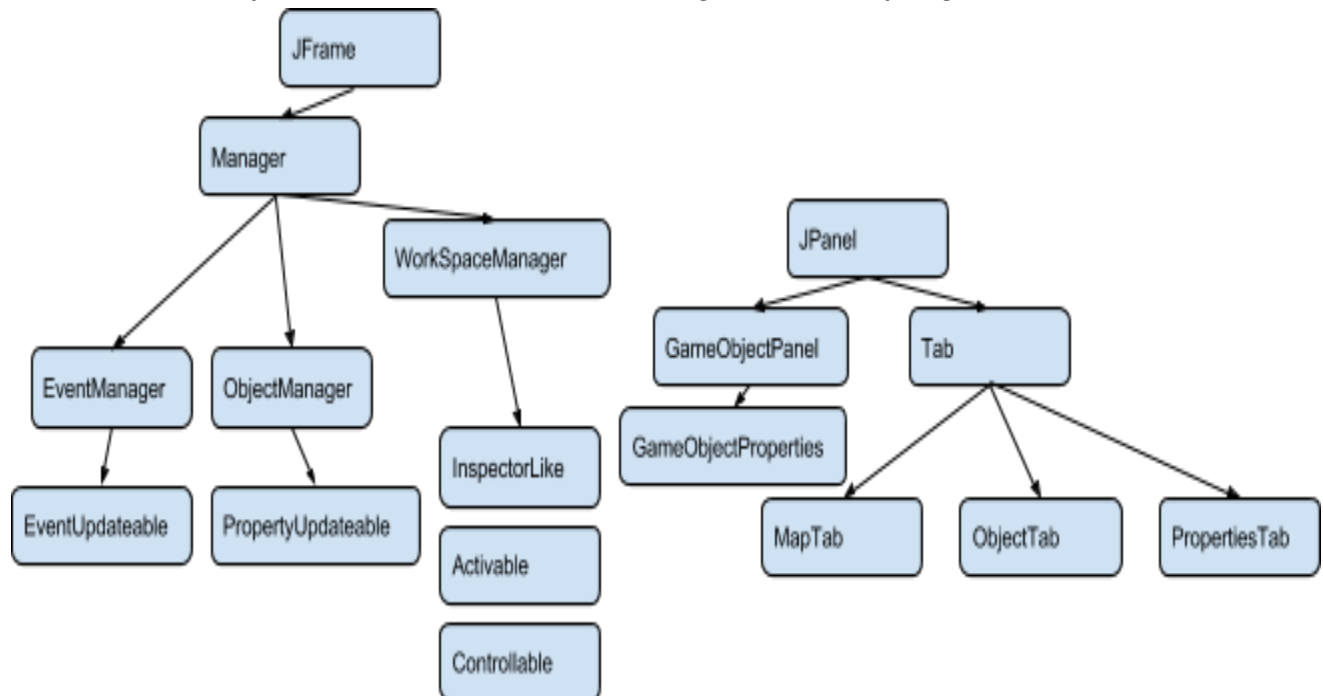 JFrame
Manager
WorkSpaceManager
JPanel
GameObjectPanel
Tab
EventManager
ObjectManager
GameObjectProperties
InspectorLike
EventUpdateable
PropertyUpdateable
MapTab
ObjectTab
PropertiesTab
Activable
Controllable